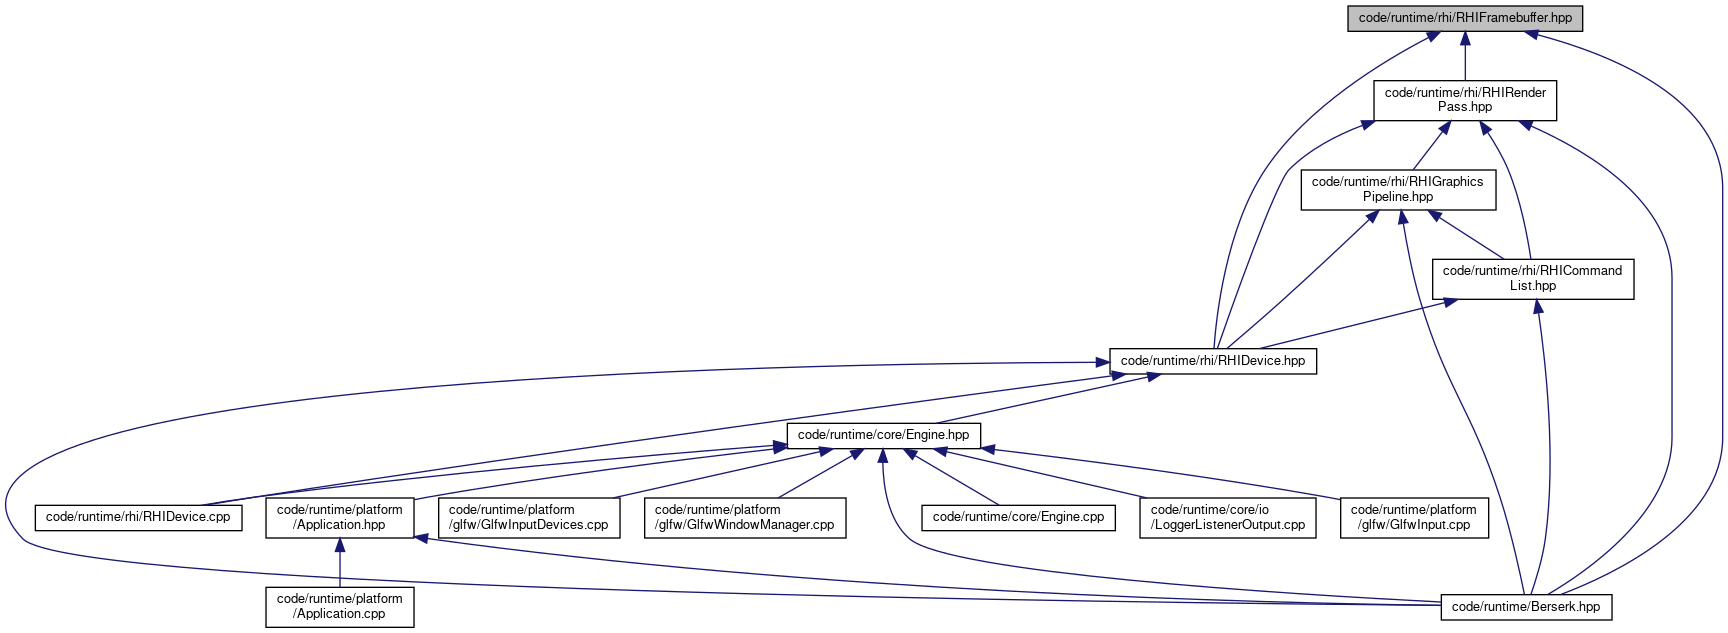 code/runtime/rhi/RHIFramebuffer.hpp
code/runtime/rhi/RHIRender
Pass.hpp
code/runtime/rhi/RHIGraphics
Pipeline.hpp
code/runtime/rhi/RHICommand
List.hpp
code/runtime/rhi/RHIDevice.hpp
code/runtime/core/Engine.hpp
code/runtime/rhi/RHIDevice.cpp
code/runtime/platform
/Application.hpp
code/runtime/platform
/glfw/GlfwInputDevices.cpp
code/runtime/platform
/glfw/GlfwWindowManager.cpp
code/runtime/core/Engine.cpp
code/runtime/core/io
/LoggerListenerOutput.cpp
code/runtime/platform
/glfw/GlfwInput.cpp
code/runtime/platform
/Application.cpp
code/runtime/Berserk.hpp